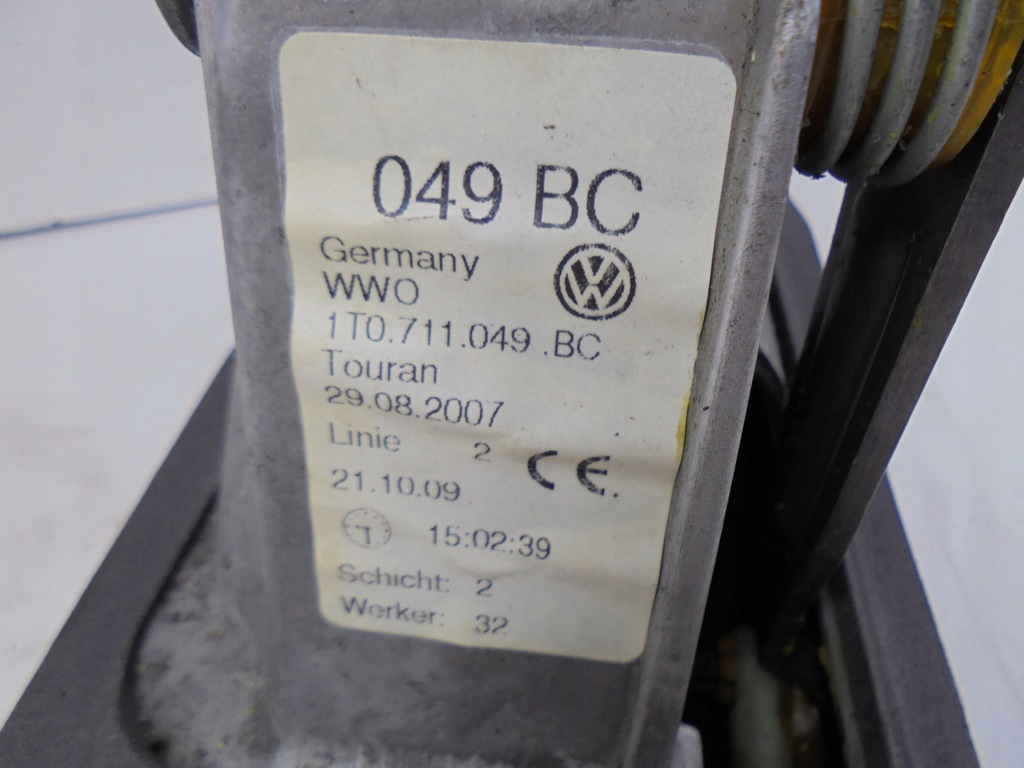 049 BC
Germany
WWO
1T0.711.049 .BC
Touran
29.08.2007
Linie 2
CE.
21.10.09
15:02:39
Schicht: 2
Werker: 32